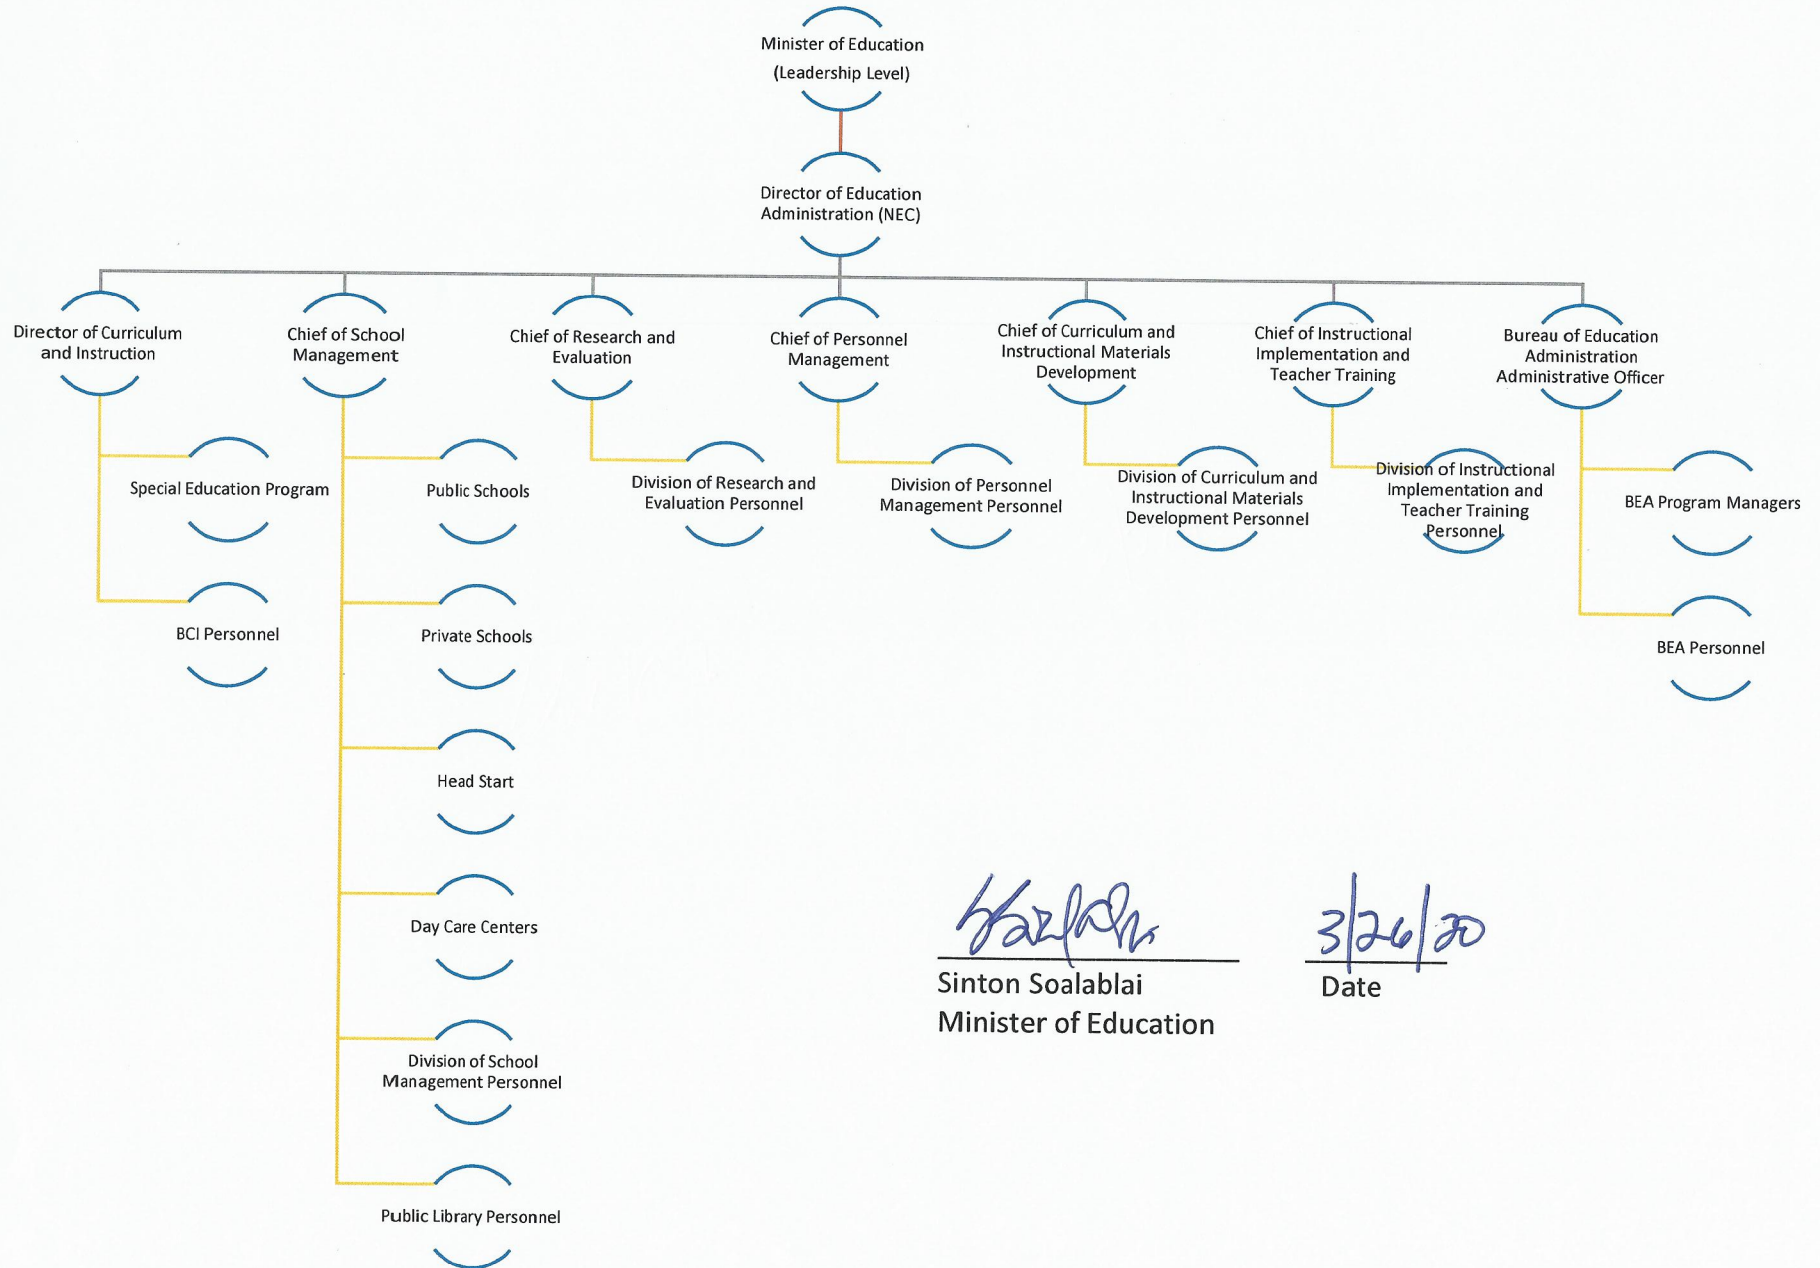 Minister of Education
(Leadership Level)
Director of Education
Administration (NEC)
Director of Curriculum
and Instruction
Chief of School
Management
Chief of Research and
Evaluation
Chief of Personnel
Management
Chief of Curriculum and
Instructional Materials
Development
Chief of Instructional
Implementation and
Teacher Training
Bureau of Education
Administration
Administrative Officer
Special Education Program
BCI Personnel
Public Schools
Private Schools
Head Start
Day Care Centers
Division of School
Management Personnel
Public Library Personnel
Division of Research and
Evaluation Personnel
Division of Personnel
Management Personnel
Division of Curriculum and
Instructional Materials
Development Personnel
Division of Instructional
Implementation and
Teacher Training
Personnel
BEA Program Managers
BEA Personnel
3/26/20
Sinton Soalablai
Minister of Education
Date